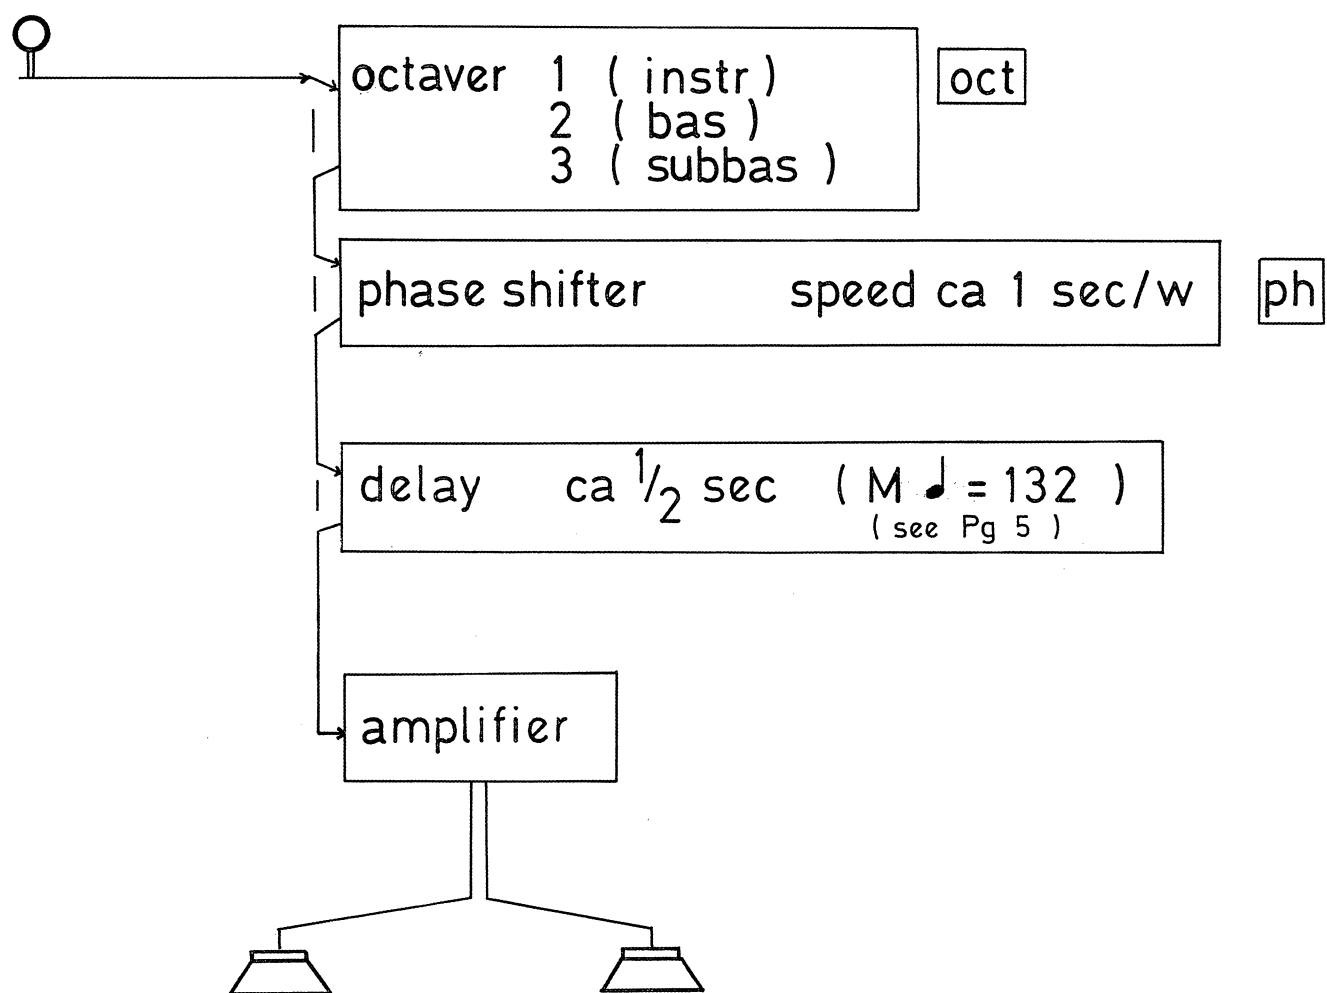 octaver 1 ( instr ) oct
2 ( bas )
3 ( subbas )
phase shifter speed ca 1 sec/w ph
delay ca 1/2 sec ( M ♩ = 132 )
( see Pg 5 )
amplifier